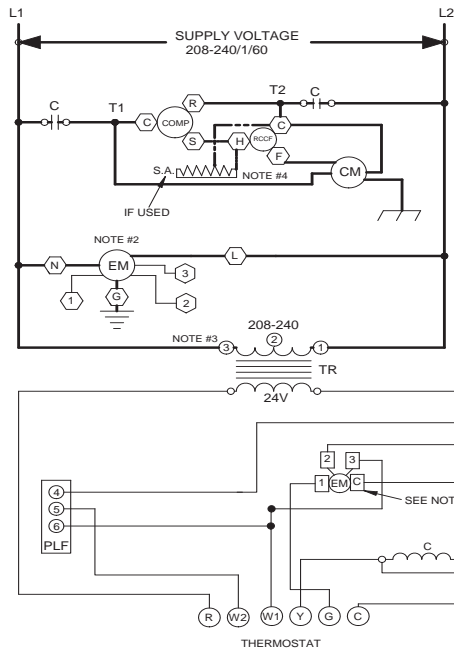 L1 L2
SUPPLY VOLTAGE
208-240/1/60
C T1 T2 C
R
C COMP C
S H RCCF
F
S.A. NOTE #4 CM
IF USED
NOTE #2
N EM L
3
1 G 2
208-240
NOTE #3 3 2 1
TR
24V
2 3
4 1 EM C
5 SEE NOT
6
PLF C
R W2 W1 Y G C
THERMOSTAT